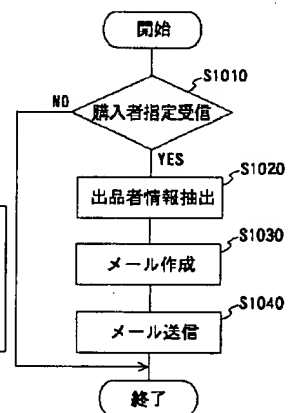 開始
S1010
NO
購入者指定受信
YES
S1020
出品者情報抽出
S1030
メール作成
S1040
メール送信
終了